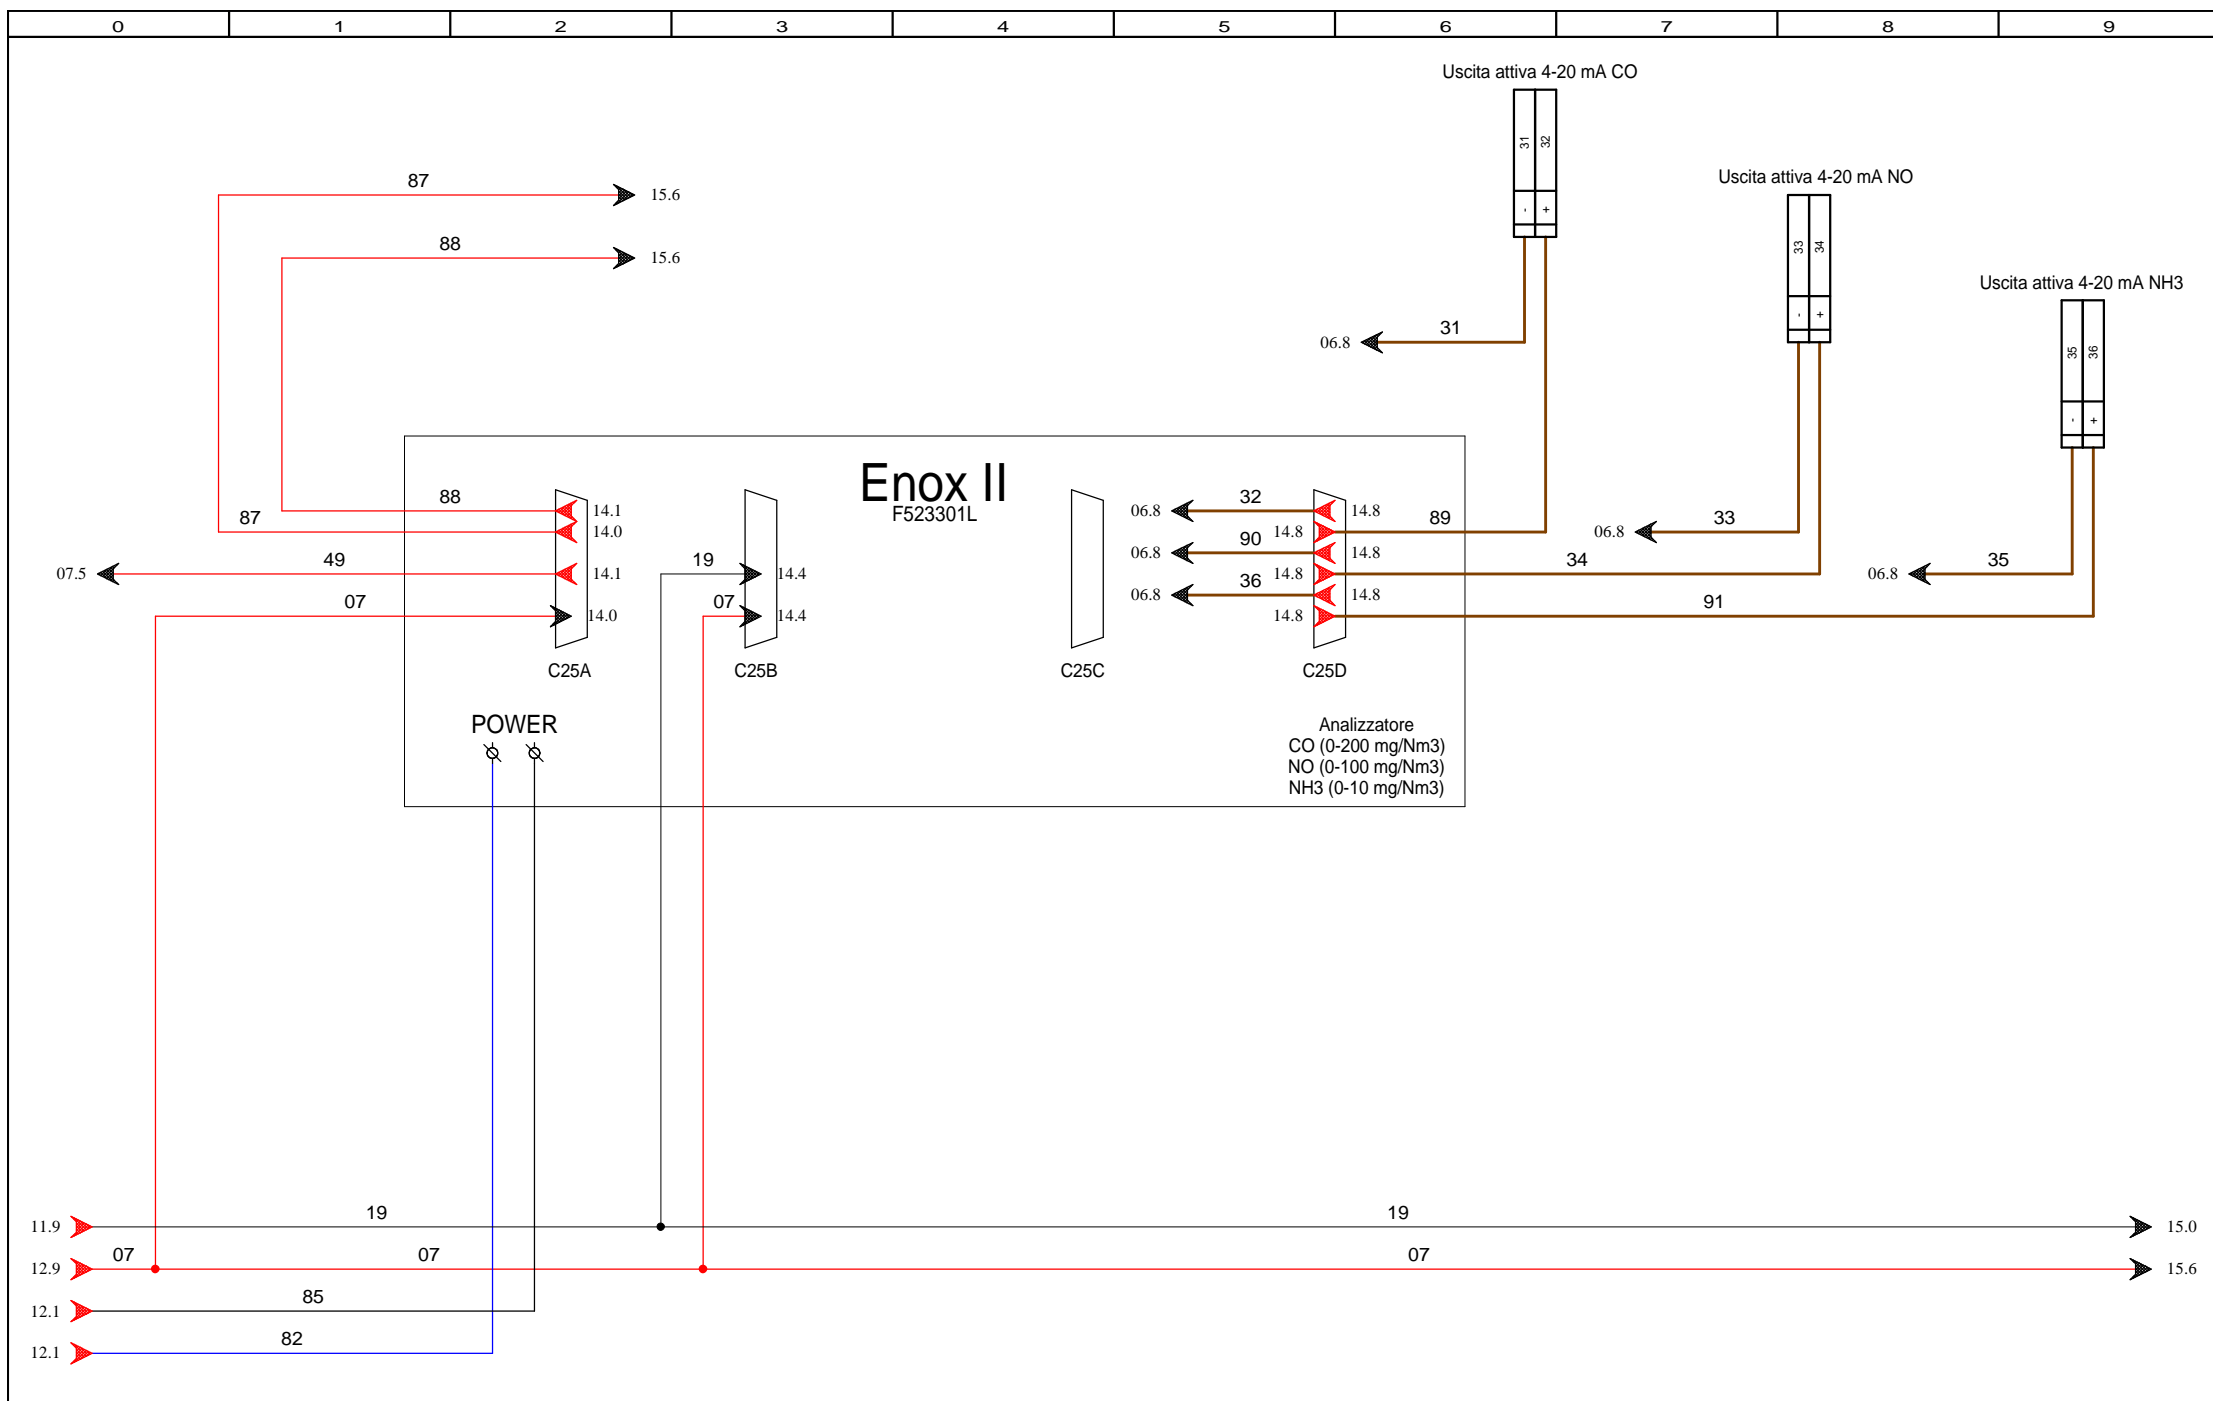 0 1 2 3 4 5 6 7 8 9
Uscita attiva 4-20 mA CO
31 32
- +
Uscita attiva 4-20 mA NO
33 34
- +
Uscita attiva 4-20 mA NH3
35 36
- +
87
15.6
88
15.6
06.8 31
Enox II
F523301L
88 14.1
87 14.0
07.5 49 14.1
07 14.0
19 14.4
07 14.4
06.8 32 14.8
14.8 89
06.8 90 14.8
14.8 34
06.8 36 14.8
14.8 91
06.8 33
06.8 35
C25A C25B C25C C25D
POWER
Analizzatore
CO (0-200 mg/Nm3)
NO (0-100 mg/Nm3)
NH3 (0-10 mg/Nm3)
11.9 19 19 15.0
12.9 07 07 07 15.6
12.1 85
12.1 82